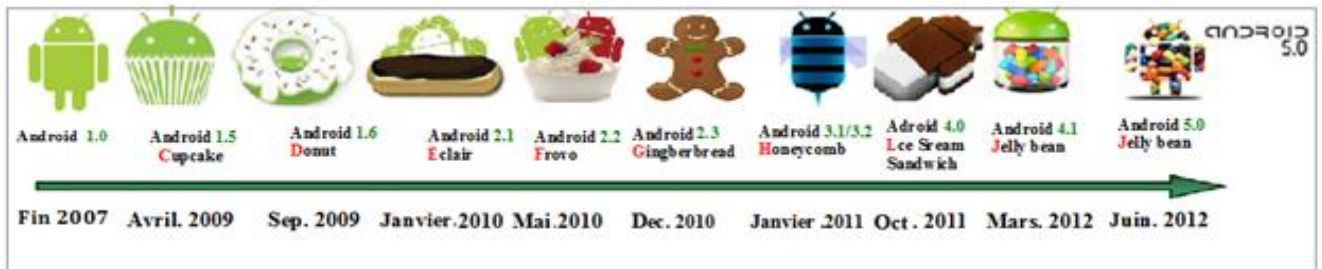 ANDROID
5.0
Android 1.0
Android 1.5
Cupcake
Android 1.6
Donut
Android 2.1
Eclair
Android 2.2
Frovo
Android 2.3
Gingberbread
Android 3.1/3.2
Honeycomb
Adroid 4.0
Lce Sream
Sandwich
Android 4.1
Jelly bean
Android 5.0
Jelly bean
Fin 2007
Avril. 2009
Sep. 2009
Janvier.2010
Mai.2010
Dec. 2010
Janvier .2011
Oct . 2011
Mars. 2012
Juin. 2012